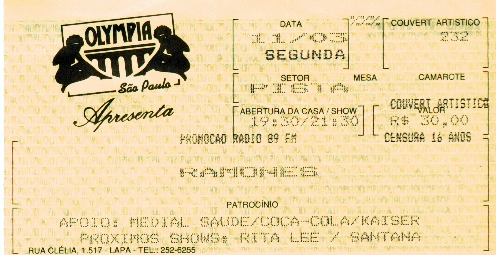 OLYMPIA
São Paulo
Apresenta
DATA
11/03
SEGUNDA
COUVERT ARTÍSTICO
232
SETOR
MESA
CAMAROTE
PISTA
ABERTURA DA CASA / SHOW
19:30/21:30
COUVERT ARTISTICO
VALOR
R$ 30,00
PROMOCAO RADIO 89 FM
CENSURA 16 ANOS
RAMONES
PATROCÍNIO
APOIO: MEDIAL SAUDE/COCA-COLA/KAISER
PROXIMOS SHOWS: RITA LEE / SANTANA
RUA CLÉLIA, 1.517 - LAPA - TEL.: 252-6255